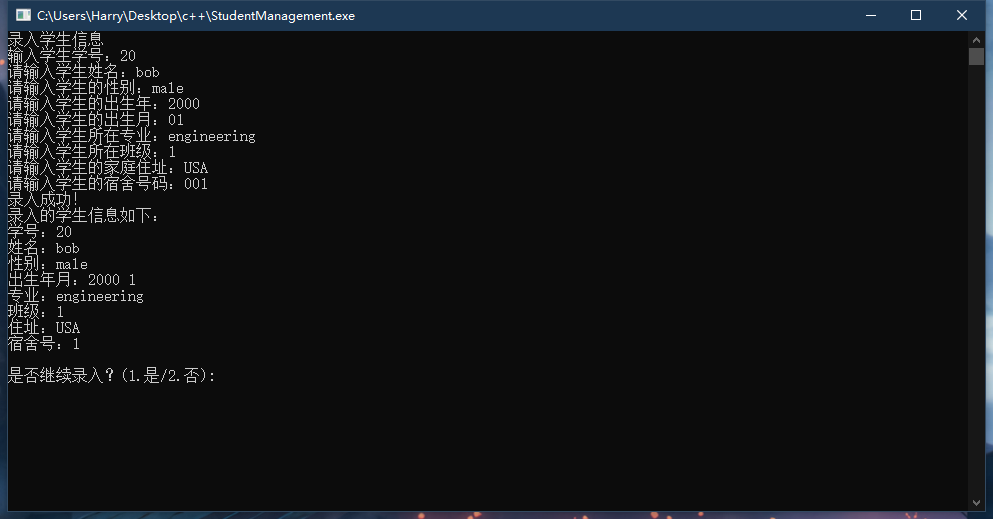 C:\Users\Harry\Desktop\c++\StudentManagement.exe
录入学生信息
输入学生学号：20
请输入学生姓名：bob
请输入学生的性别：male
请输入学生的出生年：2000
请输入学生的出生月：01
请输入学生所在专业：engineering
请输入学生所在班级：1
请输入学生的家庭住址：USA
请输入学生的宿舍号码：001
录入成功!
录入的学生信息如下：
学号：20
姓名：bob
性别：male
出生年月：2000 1
专业：engineering
班级：1
住址：USA
宿舍号：1
是否继续录入？(1.是/2.否):